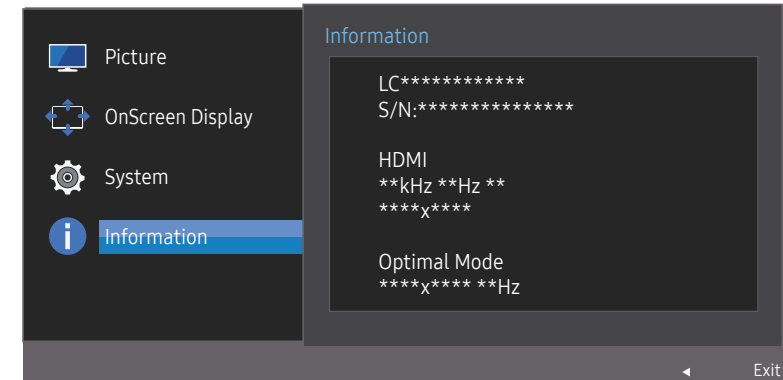 Picture
OnScreen Display
System
Information
Information
LC************
S/N:***************
HDMI
**kHz **Hz **
****x****
Optimal Mode
****x**** **Hz
Exit